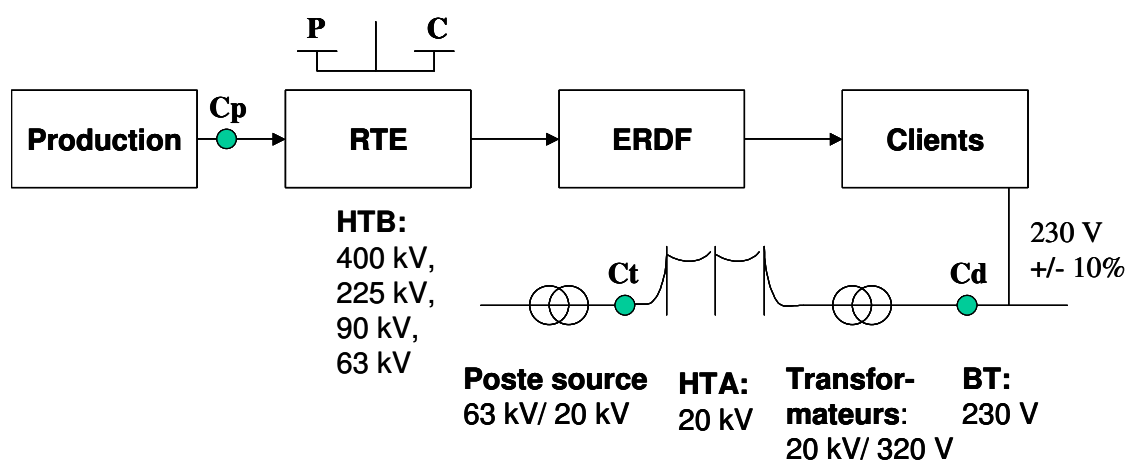 P
C
Cp
Production
RTE
ERDF
Clients
HTB:
400 kV,
225 kV,
90 kV,
63 kV
230 V
+/- 10%
Ct
Cd
Poste source
63 kV/ 20 kV
HTA:
20 kV
Transfor-
mateurs:
20 kV/ 320 V
BT:
230 V